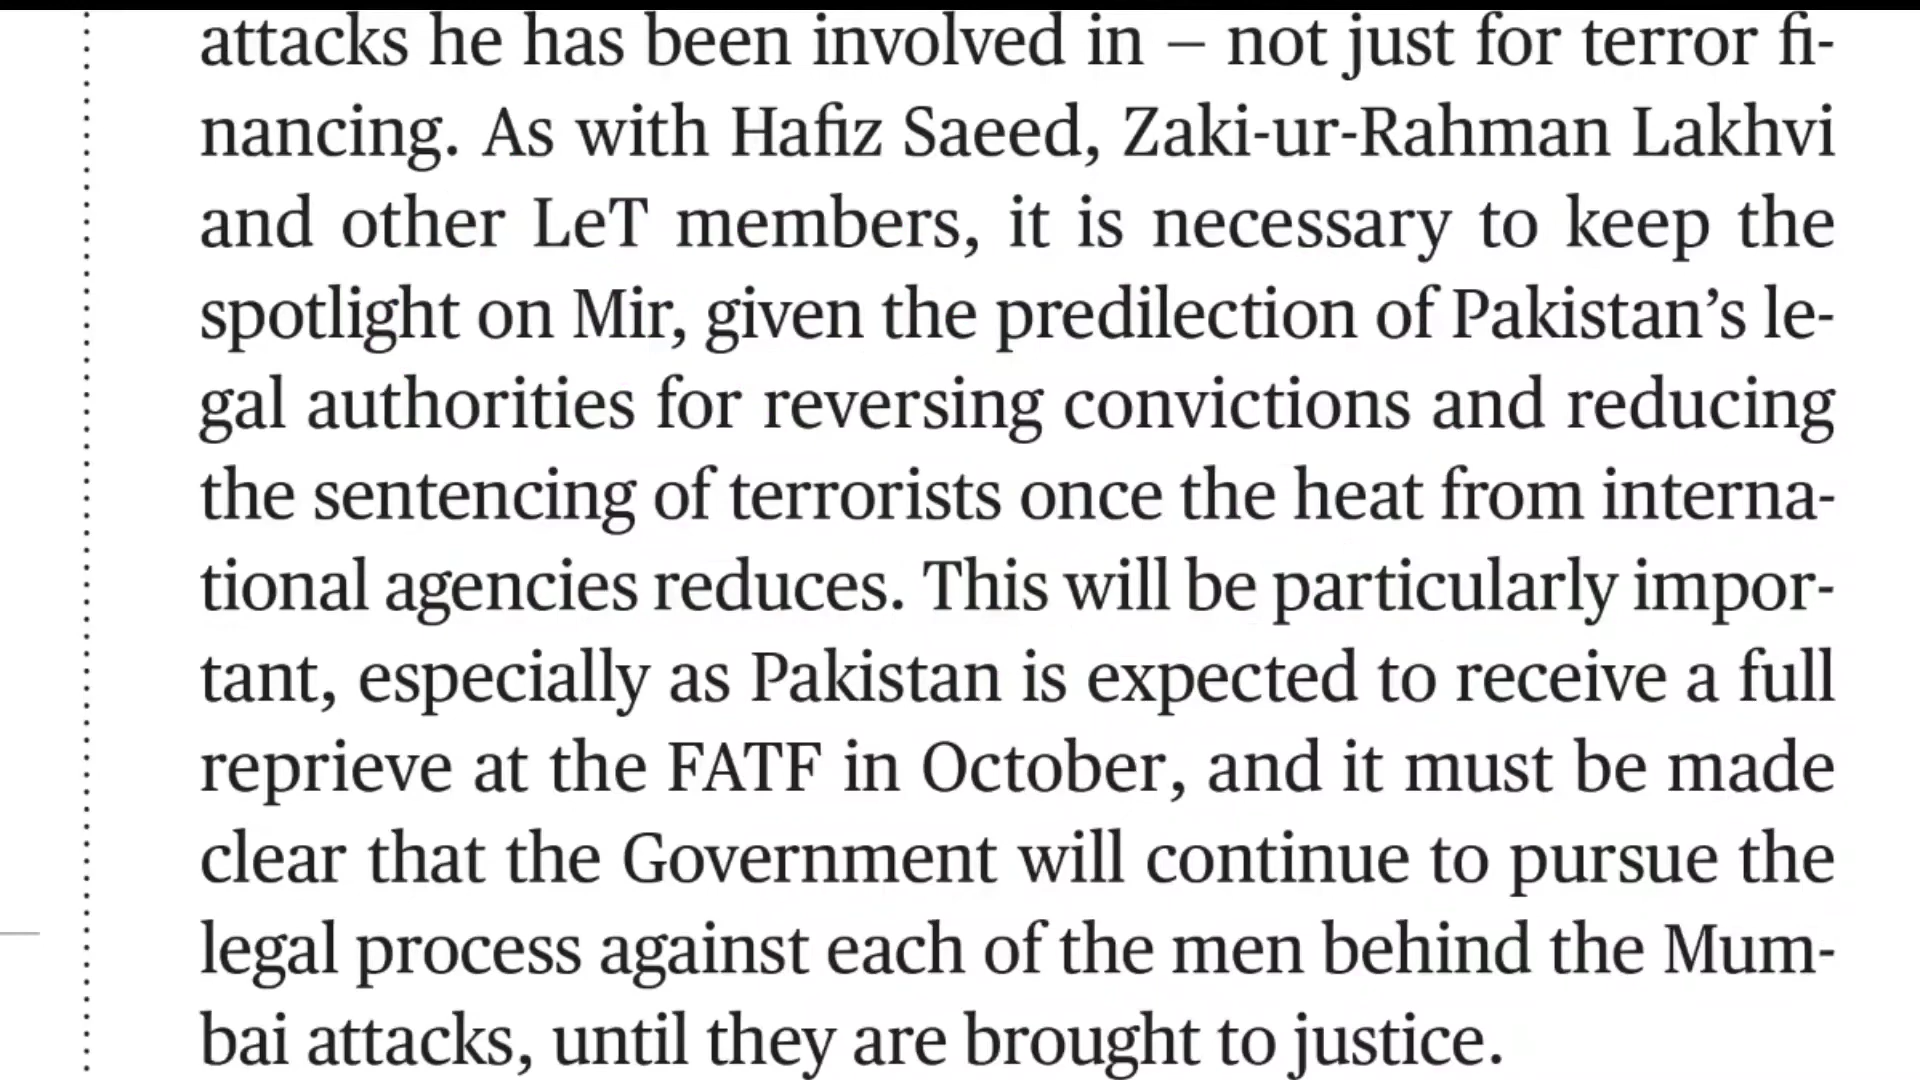 attacks he has been involved in – not just for terror fi-
nancing. As with Hafiz Saeed, Zaki-ur-Rahman Lakhvi
and other LeT members, it is necessary to keep the
spotlight on Mir, given the predilection of Pakistan’s le-
gal authorities for reversing convictions and reducing
the sentencing of terrorists once the heat from interna-
tional agencies reduces. This will be particularly impor-
tant, especially as Pakistan is expected to receive a full
reprieve at the FATF in October, and it must be made
clear that the Government will continue to pursue the
legal process against each of the men behind the Mum-
bai attacks, until they are brought to justice.